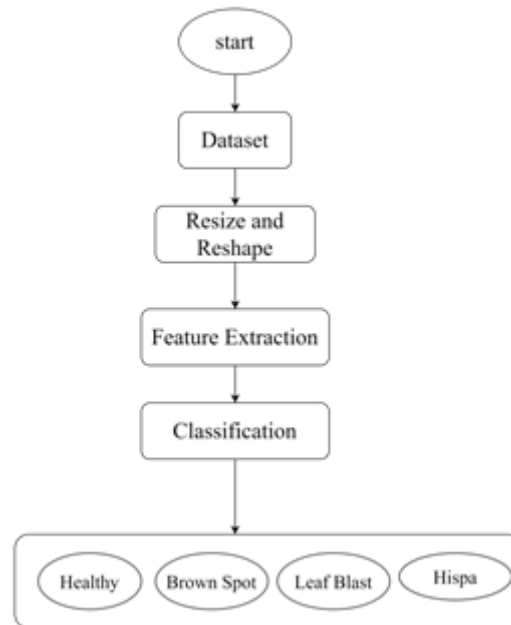 start
Dataset
Resize and
Reshape
Feature Extraction
Classification
Healthy
Brown Spot
Leaf Blast
Hispa